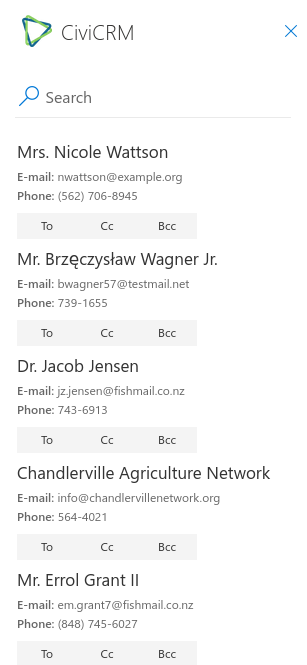 CiviCRM
Search
Mrs. Nicole Wattson
E-mail: nwattson@example.org
Phone: (562) 706-8945
To Cc Bcc
Mr. Brzęczysław Wagner Jr.
E-mail: bwagner57@testmail.net
Phone: 739-1655
To Cc Bcc
Dr. Jacob Jensen
E-mail: jz.jensen@fishmail.co.nz
Phone: 743-6913
To Cc Bcc
Chandlerville Agriculture Network
E-mail: info@chandlervillenetwork.org
Phone: 564-4021
To Cc Bcc
Mr. Errol Grant II
E-mail: em.grant7@fishmail.co.nz
Phone: (848) 745-6027
To Cc Bcc